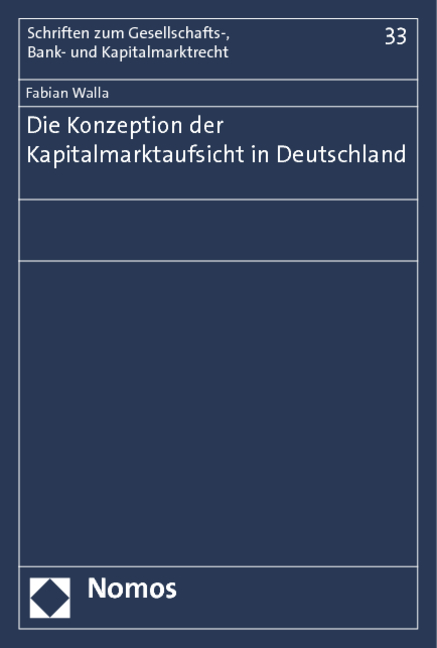 Schriften zum Gesellschafts-,
Bank- und Kapitalmarktrecht
33
Fabian Walla
Die Konzeption der
Kapitalmarktaufsicht in Deutschland
Nomos